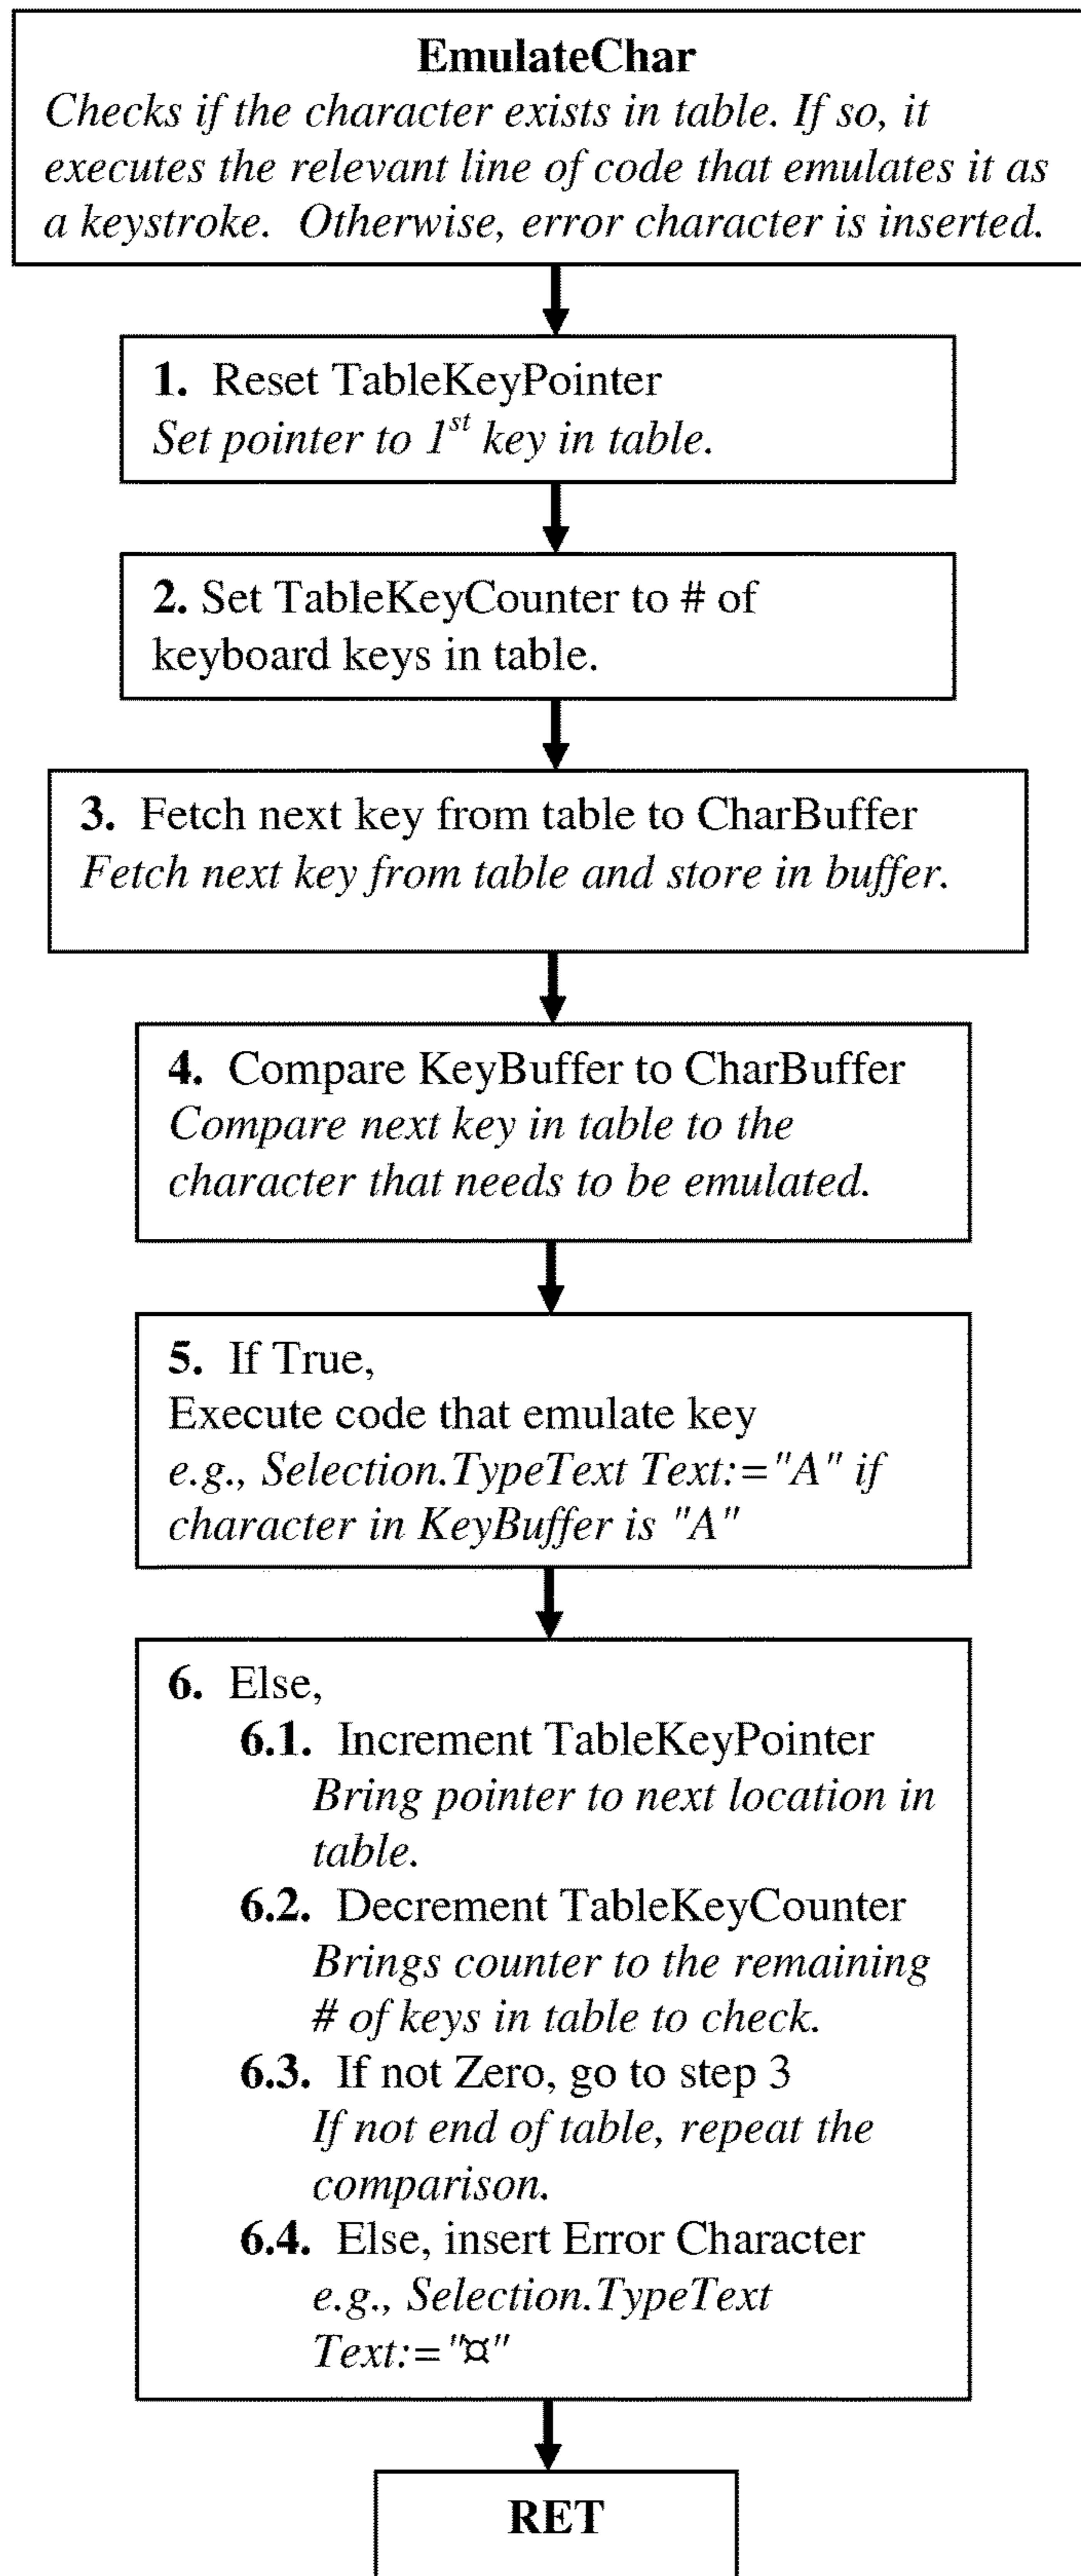 EmulateChar
Checks if the character exists in table. If so, it
executes the relevant line of code that emulates it as
a keystroke.  Otherwise, error character is inserted.
1.  Reset TableKeyPointer
Set pointer to 1st key in table.
2. Set TableKeyCounter to # of
keyboard keys in table.
3.  Fetch next key from table to CharBuffer
Fetch next key from table and store in buffer.
4.  Compare KeyBuffer to CharBuffer
Compare next key in table to the
character that needs to be emulated.
5.  If True,
Execute code that emulate key
e.g., Selection.TypeText Text:="A" if
character in KeyBuffer is "A"
6.  Else,
6.1.  Increment TableKeyPointer
Bring pointer to next location in
table.
6.2.  Decrement TableKeyCounter
Brings counter to the remaining
# of keys in table to check.
6.3.  If not Zero, go to step 3
If not end of table, repeat the
comparison.
6.4.  Else, insert Error Character
e.g., Selection.TypeText
Text:="¤"
RET